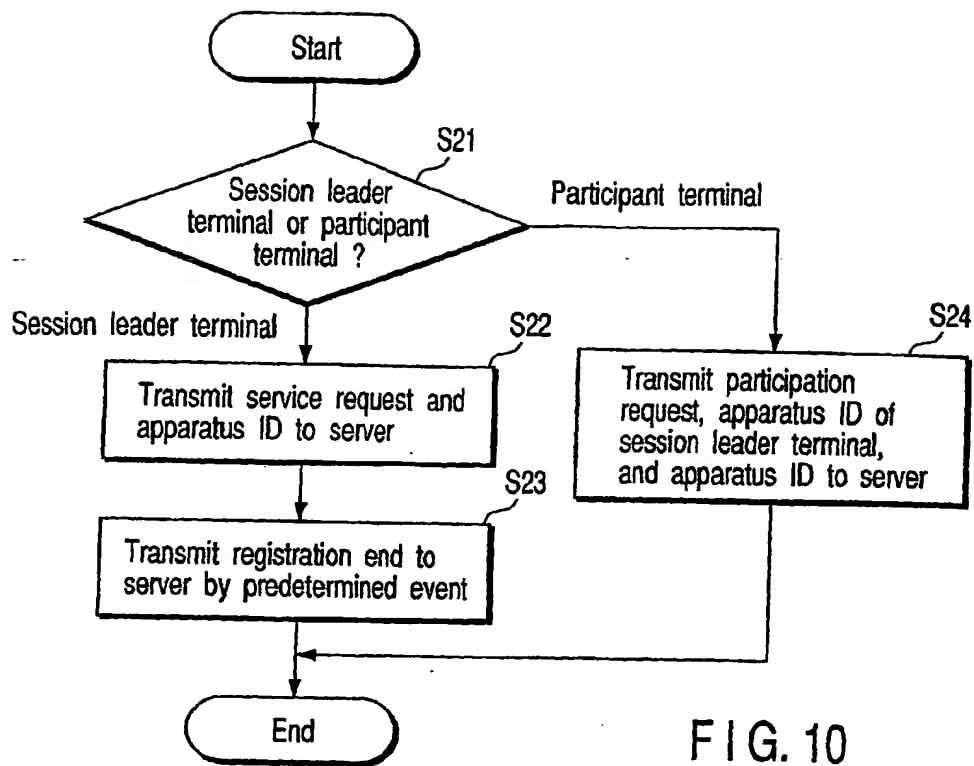 Start
S21
Session leader
terminal or participant
terminal ?
Participant terminal
Session leader terminal
S22
Transmit service request and
apparatus ID to server
S24
Transmit participation
request, apparatus ID of
session leader terminal,
and apparatus ID to server
S23
Transmit registration end to
server by predetermined event
End
FIG. 10